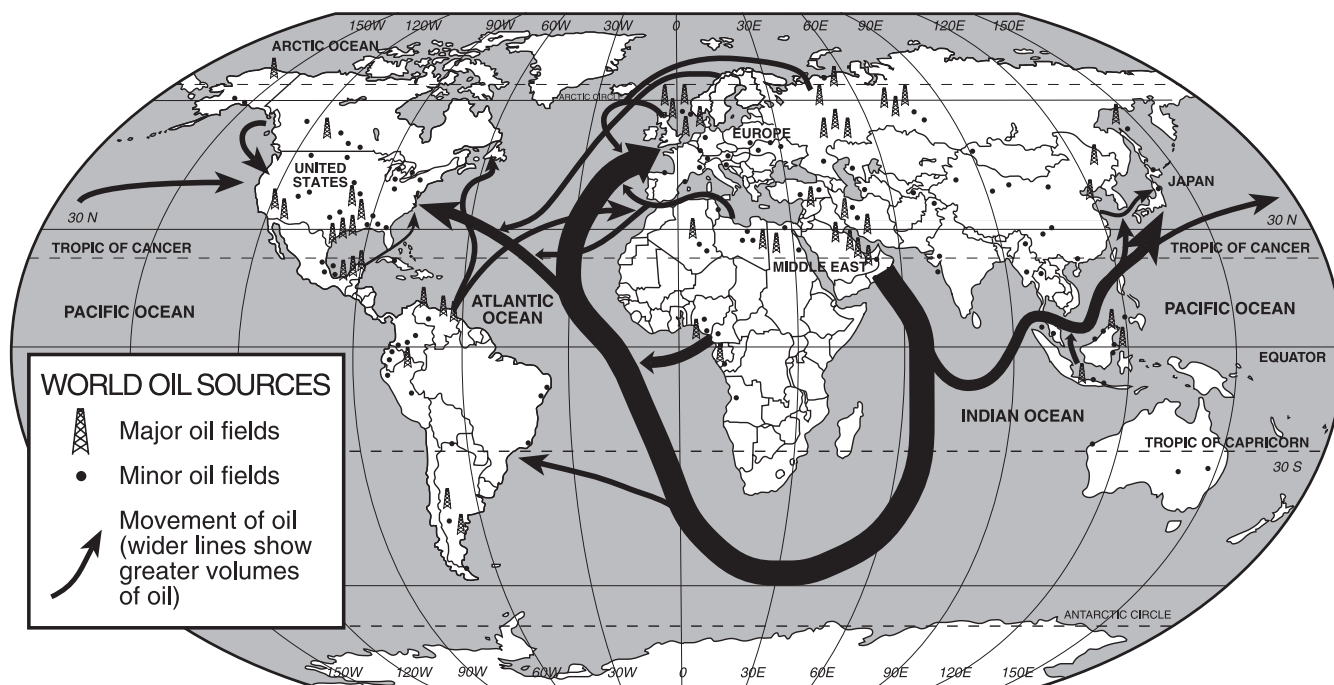 150W 120W 90W 60W 30W 0 30E 60E 90E 120E 150E
ARCTIC OCEAN
ARCTIC CIRCLE
EUROPE
UNITED
STATES
JAPAN
30 N
30 N
TROPIC OF CANCER
TROPIC OF CANCER
MIDDLE EAST
PACIFIC OCEAN
ATLANTIC
OCEAN
PACIFIC OCEAN
EQUATOR
INDIAN OCEAN
TROPIC OF CAPRICORN
30 S
WORLD OIL SOURCES
Major oil fields
Minor oil fields
Movement of oil
(wider lines show
greater volumes
of oil)
ANTARCTIC CIRCLE
150W 120W 90W 60W 30W 0 30E 60E 90E 120E 150E